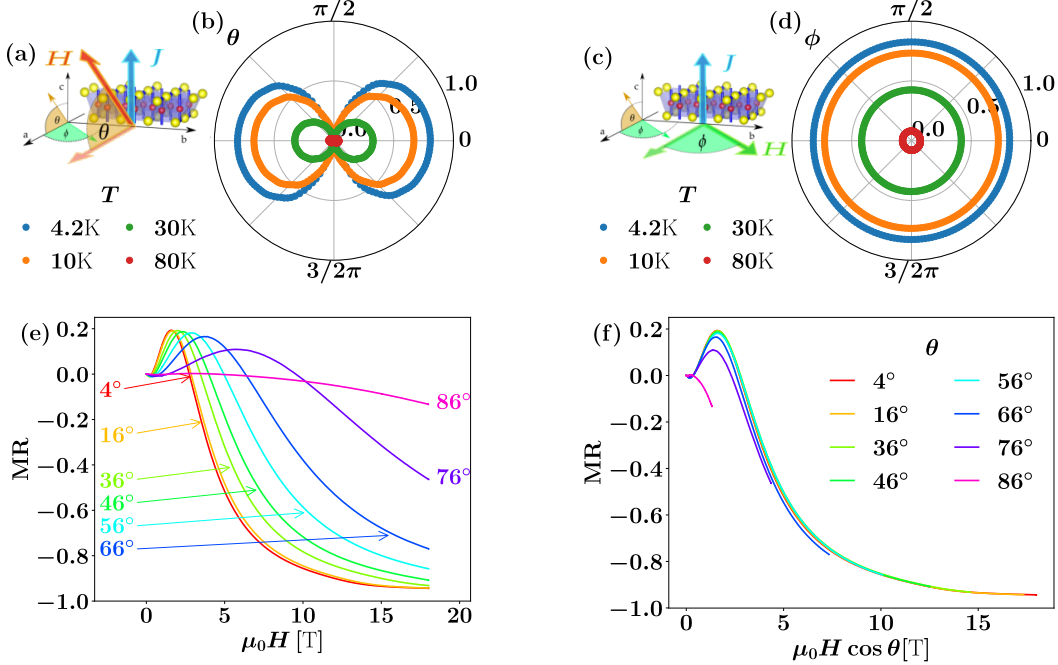 (a)
H
J
c
θ
θ
ϕ
a
b
T
4.2K
30K
10K
80K
(b)
θ
π/2
1.0
0.5
0.0
0
3/2π
(c)
J
c
θ
ϕ
ϕ
a
b
H
T
4.2K
30K
10K
80K
(d)
ϕ
π/2
1.0
0.5
0.0
0
3/2π
(e)
MR
0.2
0.0
−0.2
−0.4
−0.6
−0.8
−1.0
4°
16°
36°
46°
56°
66°
86°
76°
0
5
10
15
20
μ₀H [T]
(f)
MR
0.2
0.0
−0.2
−0.4
−0.6
−0.8
−1.0
θ
4°
56°
16°
66°
36°
76°
46°
86°
0
5
10
15
μ₀H cos θ[T]